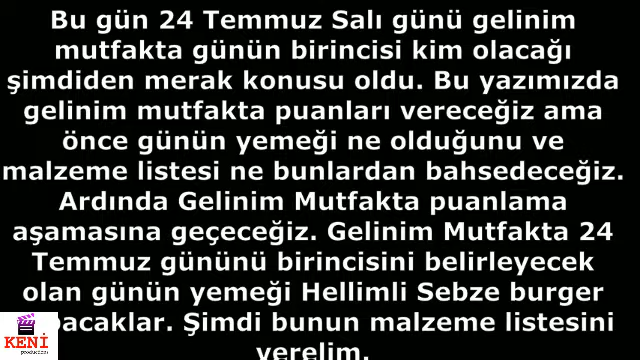 Bu gün 24 Temmuz Salı günü gelinim
mutfakta günün birincisi kim olacağı
şimdiden merak konusu oldu. Bu yazımızda
gelinim mutfakta puanları vereceğiz ama
önce günün yemeği ne olduğunu ve
malzeme listesi ne bunlardan bahsedeceğiz.
Ardında Gelinim Mutfakta puanlama
aşamasına geçeceğiz. Gelinim Mutfakta 24
Temmuz gününü birincisini belirleyecek
olan günün yemeği Hellimli Sebze burger
Şimdi bunun malzeme listesini
verelim.
KENİ
production